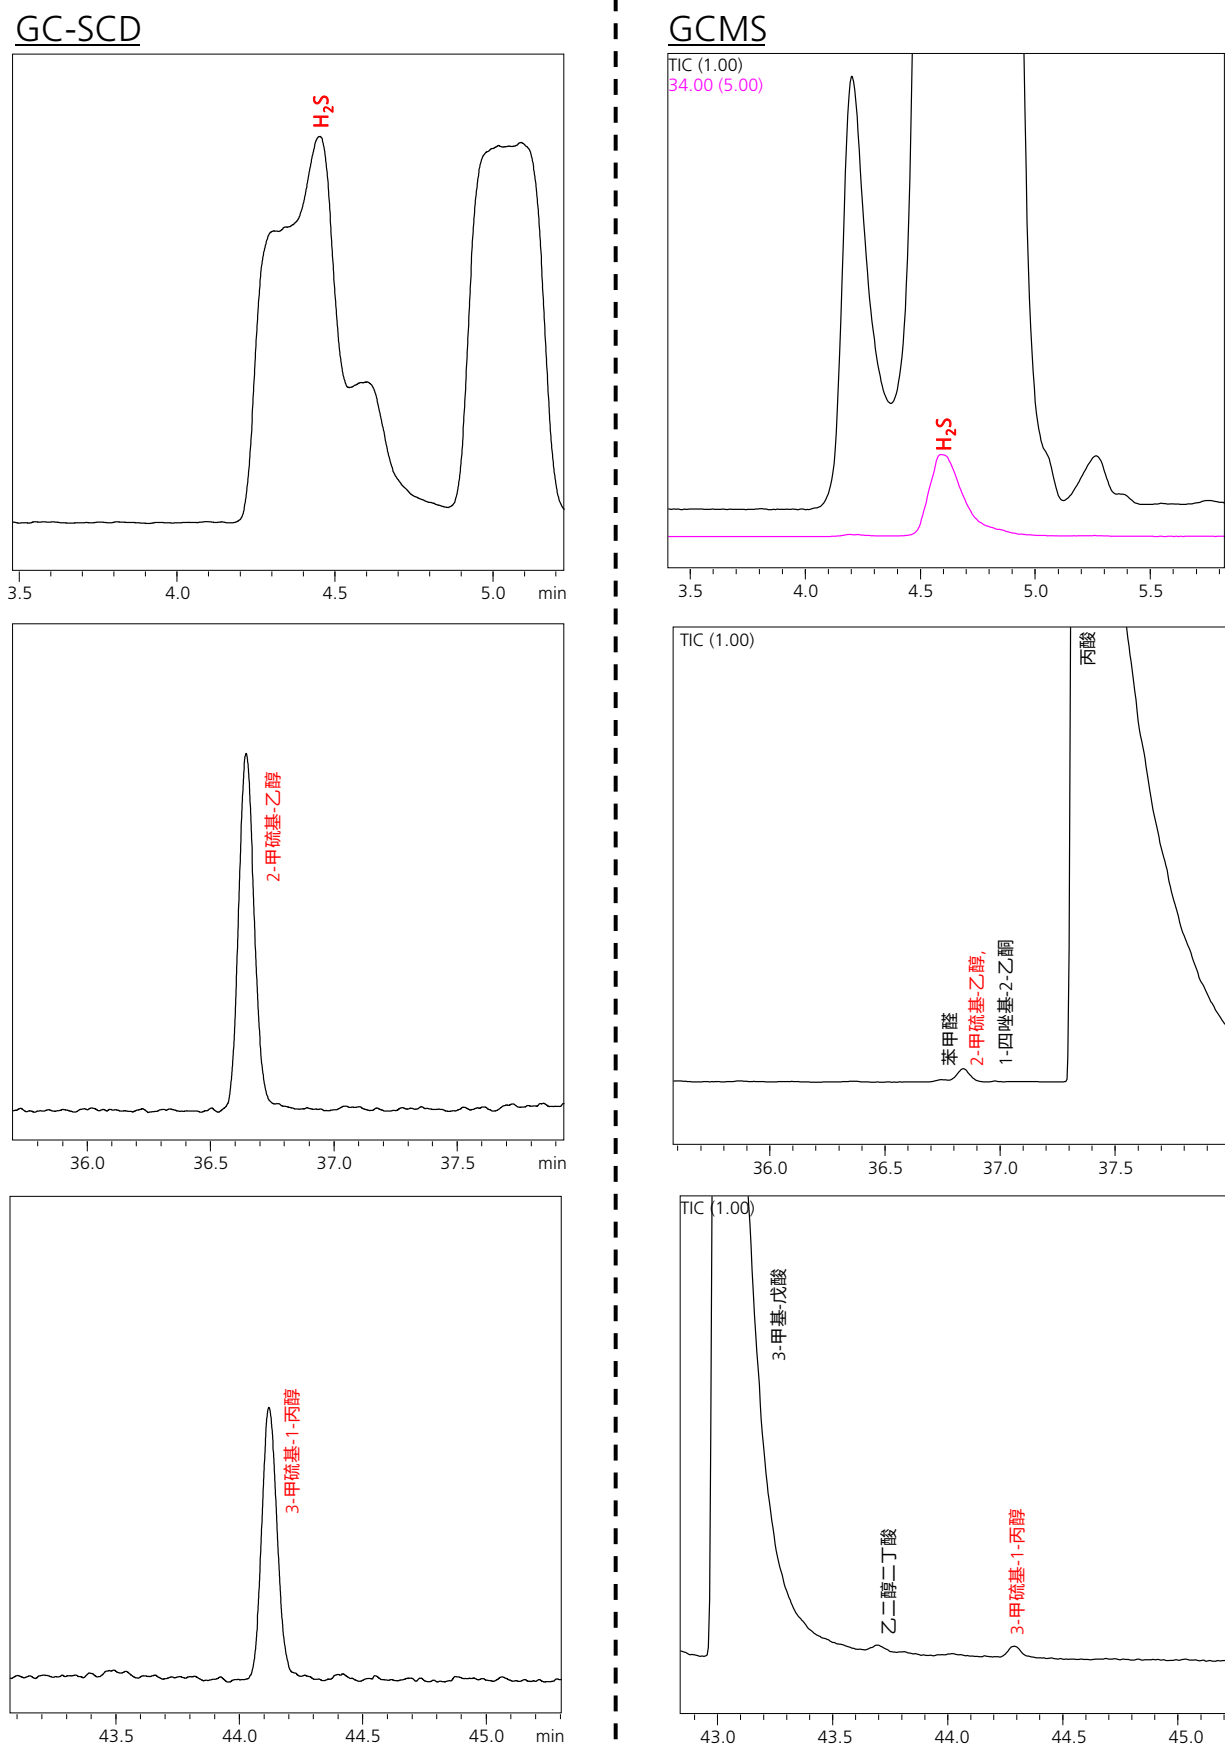 GC-SCD
H₂S
3.5 4.0 4.5 5.0 min
2-甲硫基-乙醇
36.0 36.5 37.0 37.5 min
3-甲硫基-1-丙醇
43.5 44.0 44.5 45.0 min
GCMS
TIC (1.00)
34.00 (5.00)
H₂S
3.5 4.0 4.5 5.0 5.5
TIC (1.00)
丙酸
苯甲醛
2-甲硫基-乙醇,
1-四唑基-2-乙酮
36.0 36.5 37.0 37.5
TIC (1.00)
3-甲基-戊酸
乙二醇二丁酸
3-甲硫基-1-丙醇
43.0 43.5 44.0 44.5 45.0